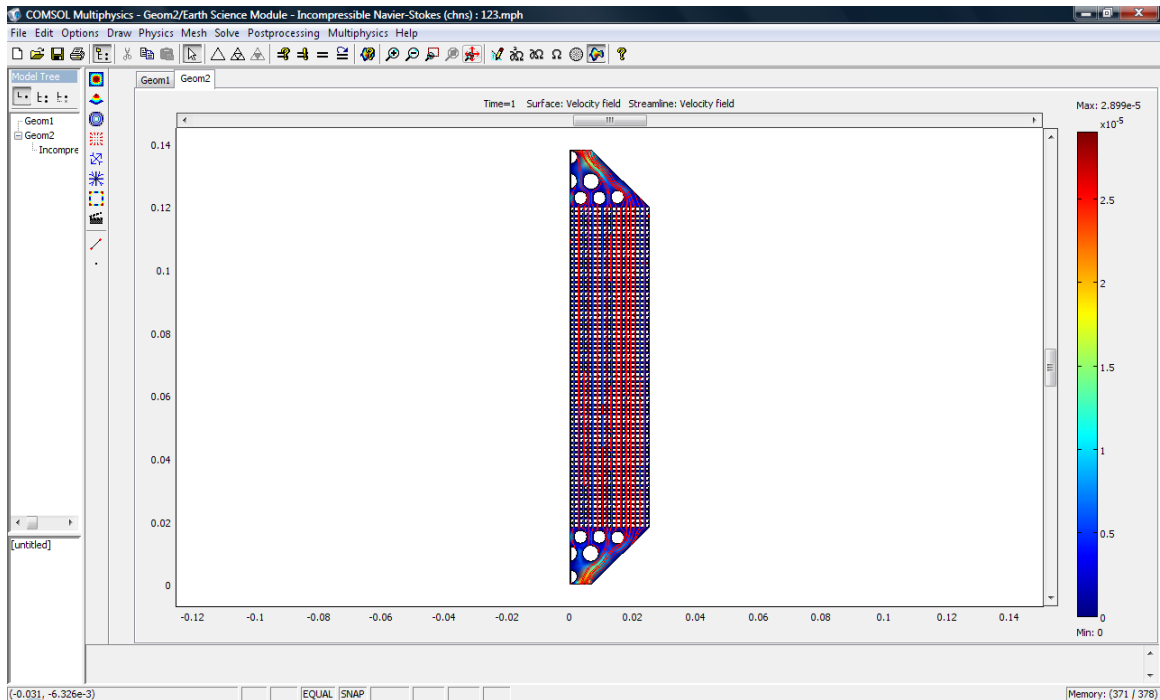 COMSOL Multiphysics - Geom2/Earth Science Module - Incompressible Navier-Stokes (chns) : 123.mph
File Edit Options Draw Physics Mesh Solve Postprocessing Multiphysics Help
Model Tree
Geom1
Geom2
Incompre
[untitled]
Geom1 Geom2
Time=1 Surface: Velocity field Streamline: Velocity field
Max: 2.899e-5
x10-5
0.14
0.12
0.1
0.08
0.06
0.04
0.02
0
-0.12 -0.1 -0.08 -0.06 -0.04 -0.02 0 0.02 0.04 0.06 0.08 0.1 0.12 0.14
2.5
2
1.5
1
0.5
0
Min: 0
(-0.031, -6.326e-3) EQUAL SNAP Memory: (371 / 378)